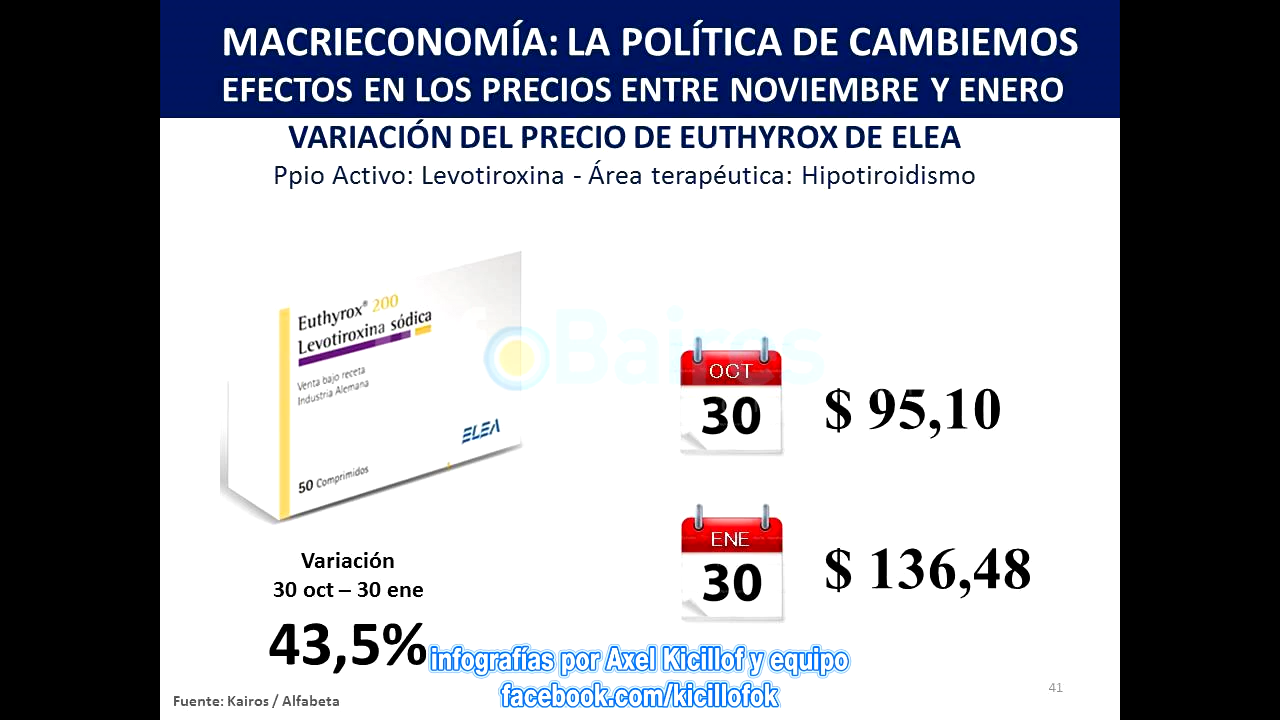 MACRIECONOMÍA: LA POLÍTICA DE CAMBIEMOS
EFECTOS EN LOS PRECIOS ENTRE NOVIEMBRE Y ENERO
VARIACIÓN DEL PRECIO DE EUTHYROX DE ELEA
Ppio Activo: Levotiroxina - Área terapéutica: Hipotiroidismo
Euthyrox® 200
Levotiroxina sódica
Venta bajo receta
Industria Alemana
ELEA
50 Comprimidos
Baires
OCT
30
$ 95,10
ENE
30
$ 136,48
Variación
30 oct – 30 ene
43,5%
infografías por Axel Kicillof y equipo
facebook.com/kicillofok
Fuente: Kairos / Alfabeta
41